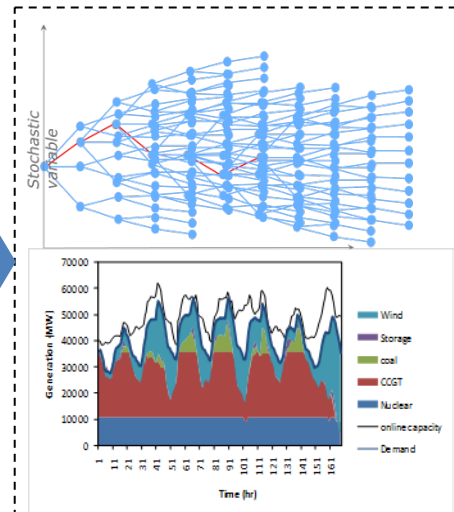 Stochastic
variable
70000
60000
50000
40000
30000
20000
10000
0
Generation (MW)
1
11
21
31
41
51
61
71
81
91
101
111
121
131
141
151
161
Time (hr)
Wind
Storage
coal
CCGT
Nuclear
online capacity
Demand